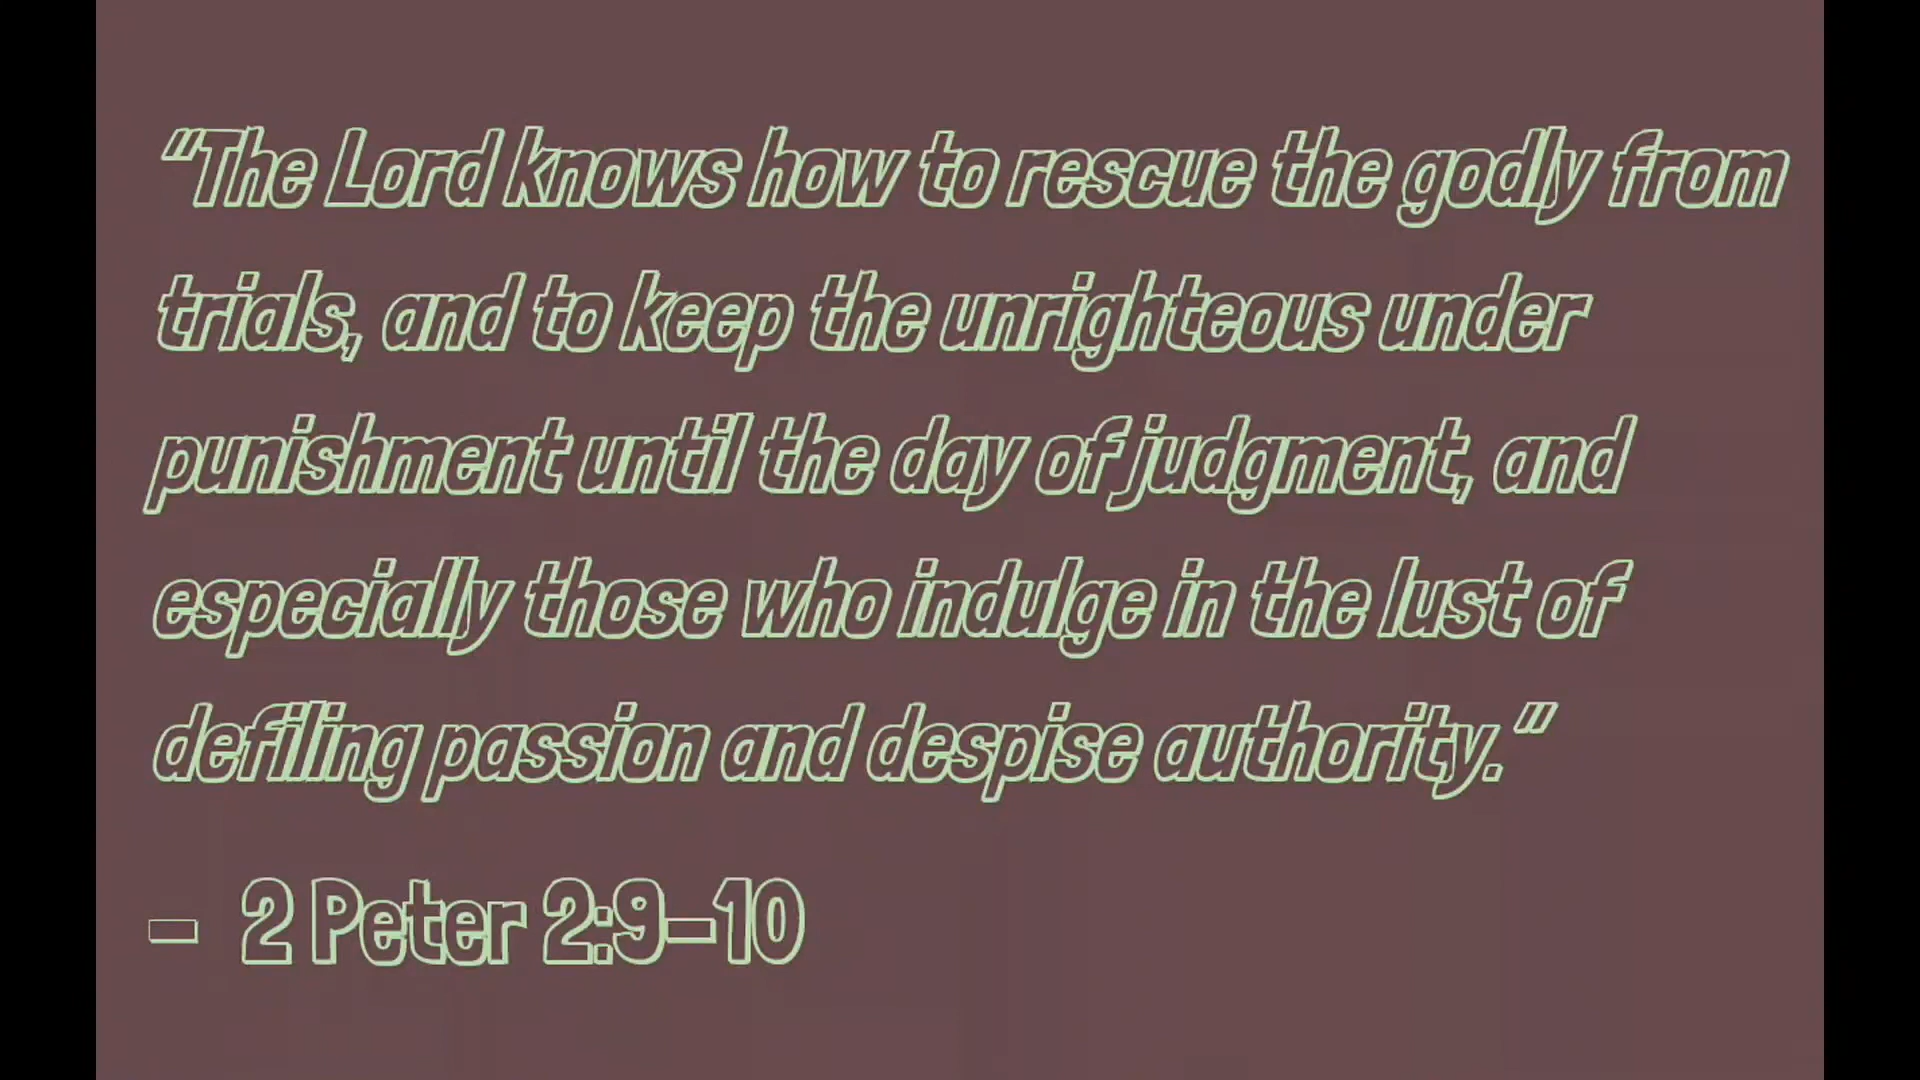 “The Lord knows how to rescue the godly from
trials, and to keep the unrighteous under
punishment until the day of judgment, and
especially those who indulge in the lust of
defiling passion and despise authority.”
– 2 Peter 2:9–10